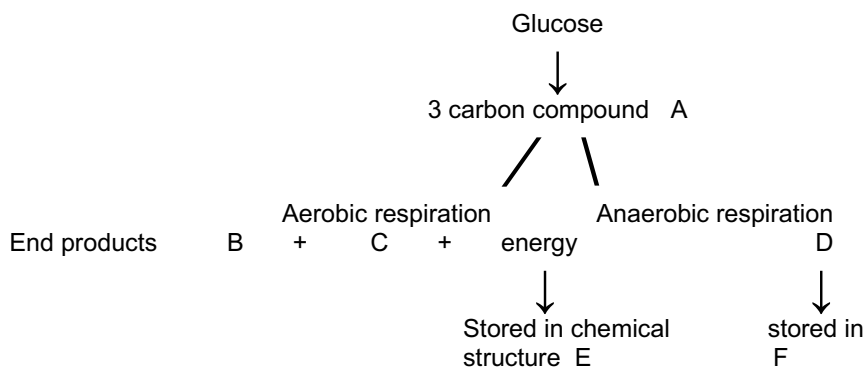 Glucose
3 carbon compound A
Aerobic respiration Anaerobic respiration
End products B + C + energy D
Stored in chemical stored in
structure E F